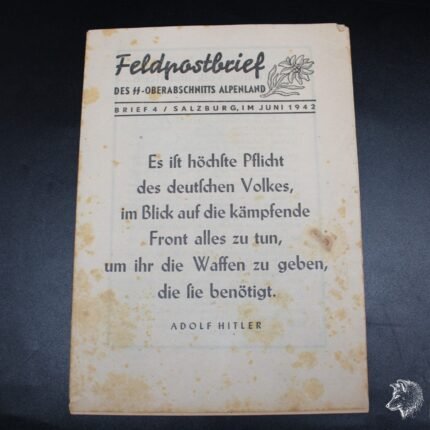 Feldpostbrief
DES ᛋᛋ-OBERABSCHNITTS ALPENLAND
BRIEF 4 / SALZBURG, IM JUNI 1942
Es iſt höchſte Pflicht
des deutſchen Volkes,
im Blick auf die kämpfende
Front alles zu tun,
um ihr die Waffen zu geben,
die ſie benötigt.
ADOLF HITLER